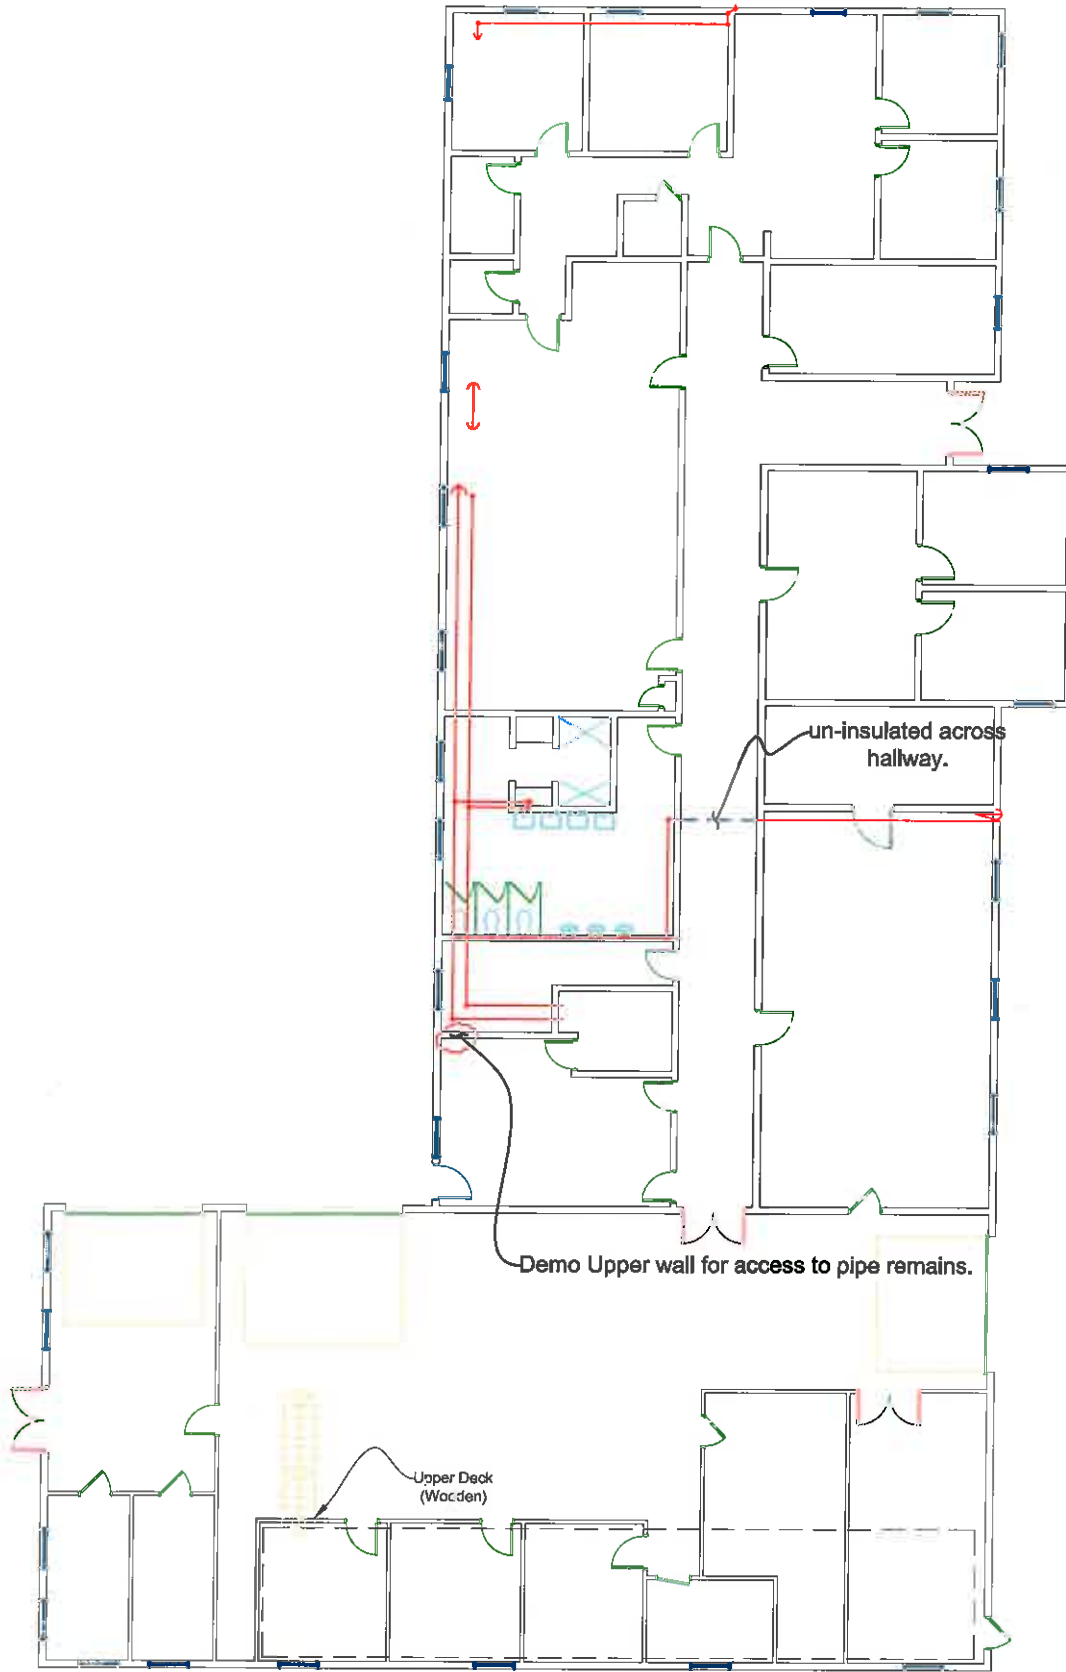 un-insulated across
hallway.
Demo Upper wall for access to pipe remains.
Upper Deck
(Wooden)